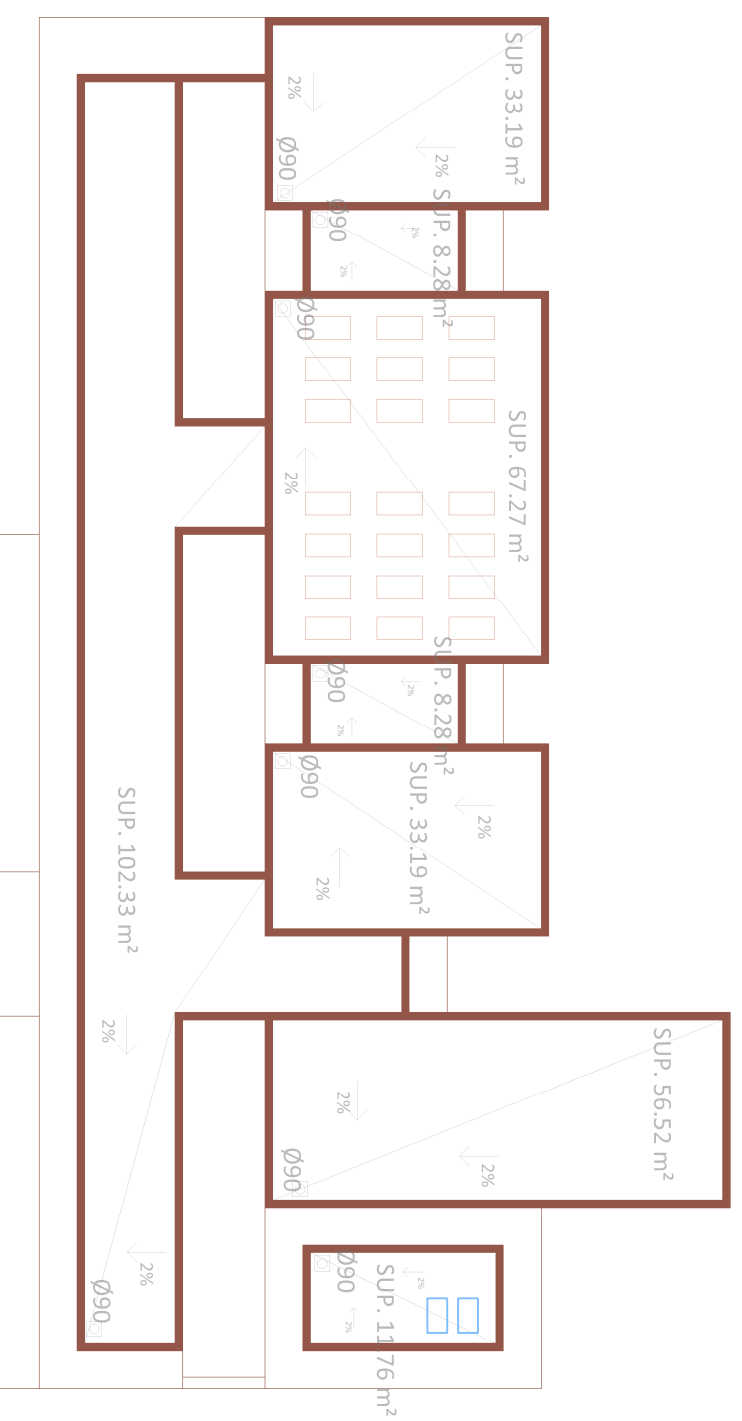 SUP. 33.19 m²
2%
2%
Ø90
SUP. 8.28 m²
Ø90
2%
2%
Ø90
SUP. 67.27 m²
2%
SUP. 8.28 m²
Ø90
2%
2%
Ø90
SUP. 33.19 m²
2%
2%
SUP. 102.33 m²
2%
2%
Ø90
SUP. 56.52 m²
2%
2%
Ø90
SUP. 11.76 m²
Ø90
2%
2%